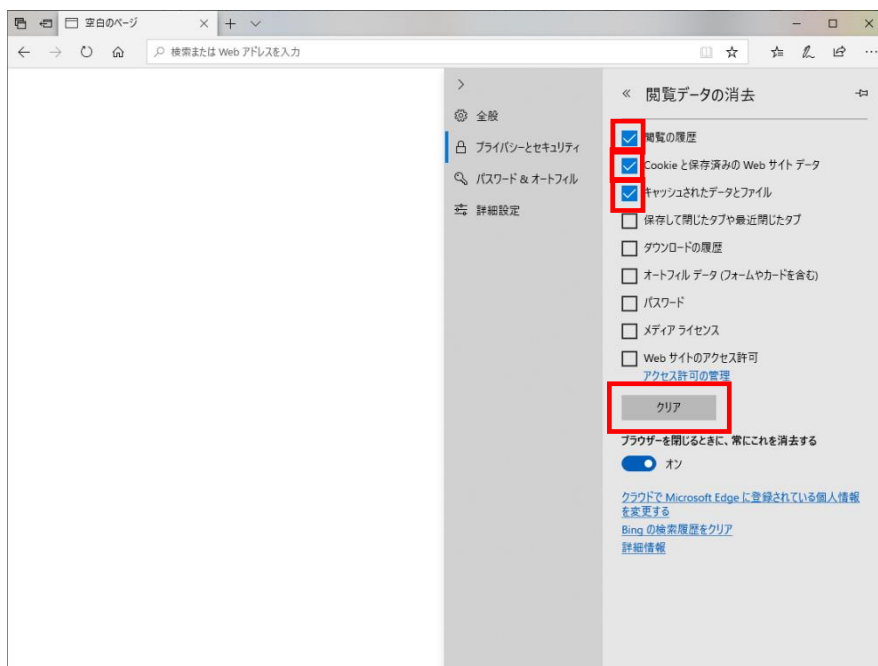 空白のページ
検索または Web アドレスを入力
閲覧データの消去
全般
プライバシーとセキュリティ
パスワード & オートフィル
詳細設定
閲覧の履歴
Cookie と保存済みの Web サイト データ
キャッシュされたデータとファイル
保存して閉じたタブや最近閉じたタブ
ダウンロードの履歴
オートフィル データ (フォームやカードを含む)
パスワード
メディア ライセンス
Web サイトのアクセス許可
アクセス許可の管理
クリア
ブラウザーを閉じるときに、常にこれを消去する
オン
クラウドで Microsoft Edge に登録されている個人情報
を変更する
Bing の検索履歴をクリア
詳細情報